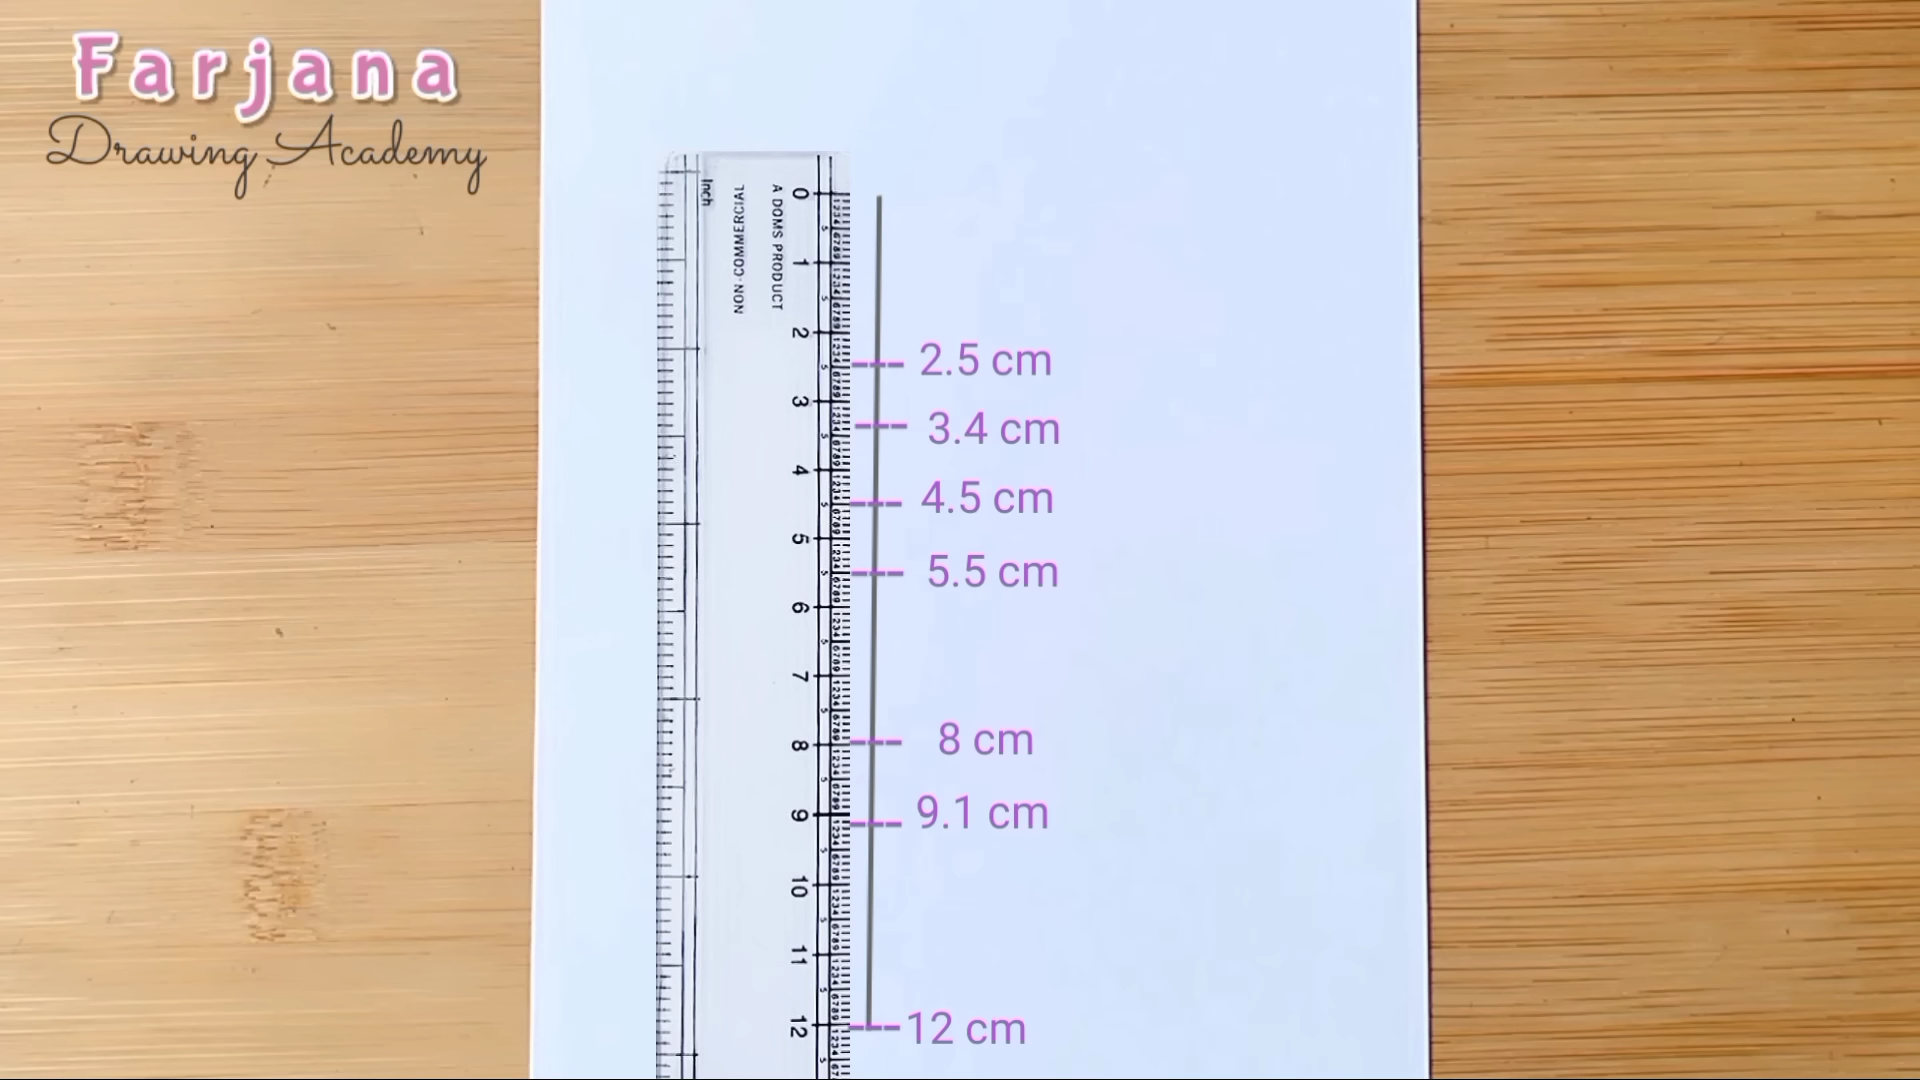 Farjana
Drawing Academy
Inch
NON-COMMERCIAL
A DOMS PRODUCT
0
1
2
2.5 cm
3
3.4 cm
4
4.5 cm
5
5.5 cm
6
7
8
8 cm
9
9.1 cm
10
11
12
12 cm